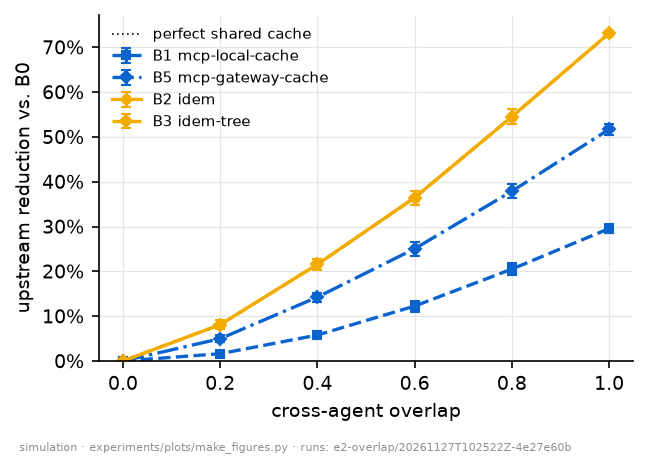 upstream reduction vs. B0
70%
60%
50%
40%
30%
20%
10%
0%
perfect shared cache
B1 mcp-local-cache
B5 mcp-gateway-cache
B2 idem
B3 idem-tree
0.0 0.2 0.4 0.6 0.8 1.0
cross-agent overlap
simulation · experiments/plots/make_figures.py · runs: e2-overlap/20261127T102522Z-4e27e60b